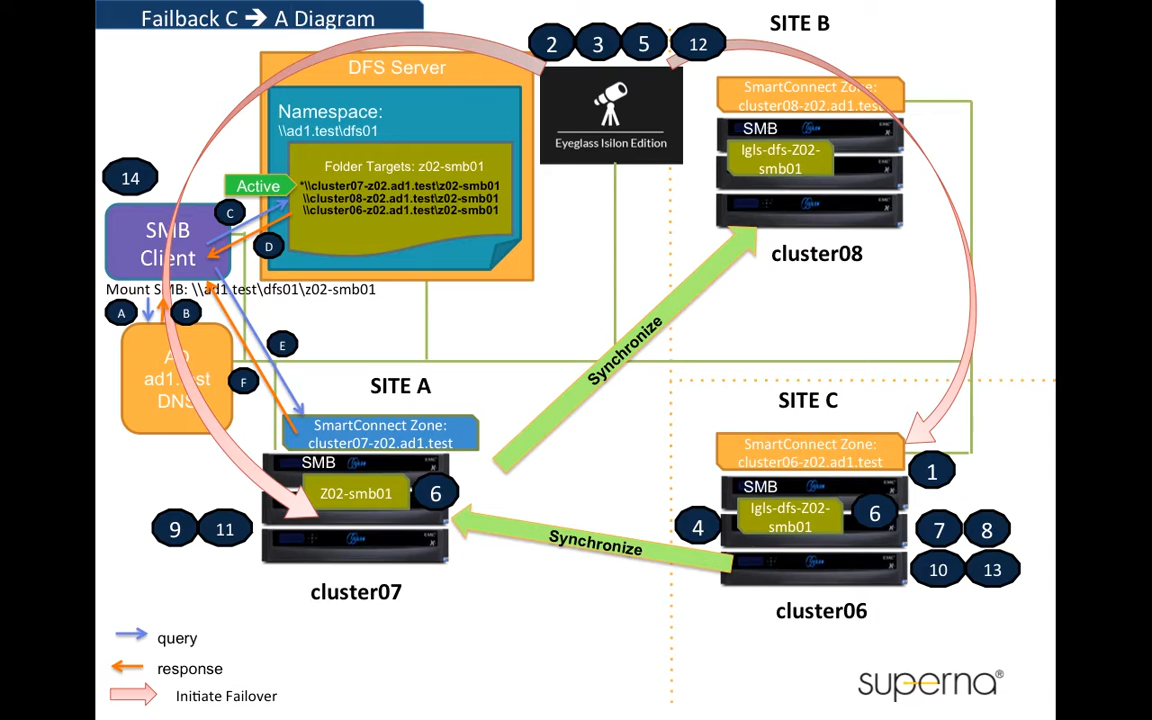 Failback C ➔ A Diagram
SITE B
2
3
5
12
DFS Server
Namespace:
\\ad1.test\dfs01
Folder Targets: z02-smb01
Active
*\\cluster07-z02.ad1.test\z02-smb01
\\cluster08-z02.ad1.test\z02-smb01
\\cluster06-z02.ad1.test\z02-smb01
Eyeglass Isilon Edition
SmartConnect Zone:
cluster08-z02.ad1.test
SMB
Igls-dfs-Z02-
smb01
cluster08
14
C
D
SMB
Client
Mount SMB: \\ad1.test\dfs01\z02-smb01
A
B
E
F
AD
ad1.test
DNS
Synchronize
SITE A
SmartConnect Zone:
cluster07-z02.ad1.test
SMB
Z02-smb01
6
9
11
cluster07
Synchronize
SITE C
SmartConnect Zone:
cluster06-z02.ad1.test
1
SMB
Igls-dfs-Z02-
smb01
6
4
7
8
10
13
cluster06
query
response
Initiate Failover
superna®